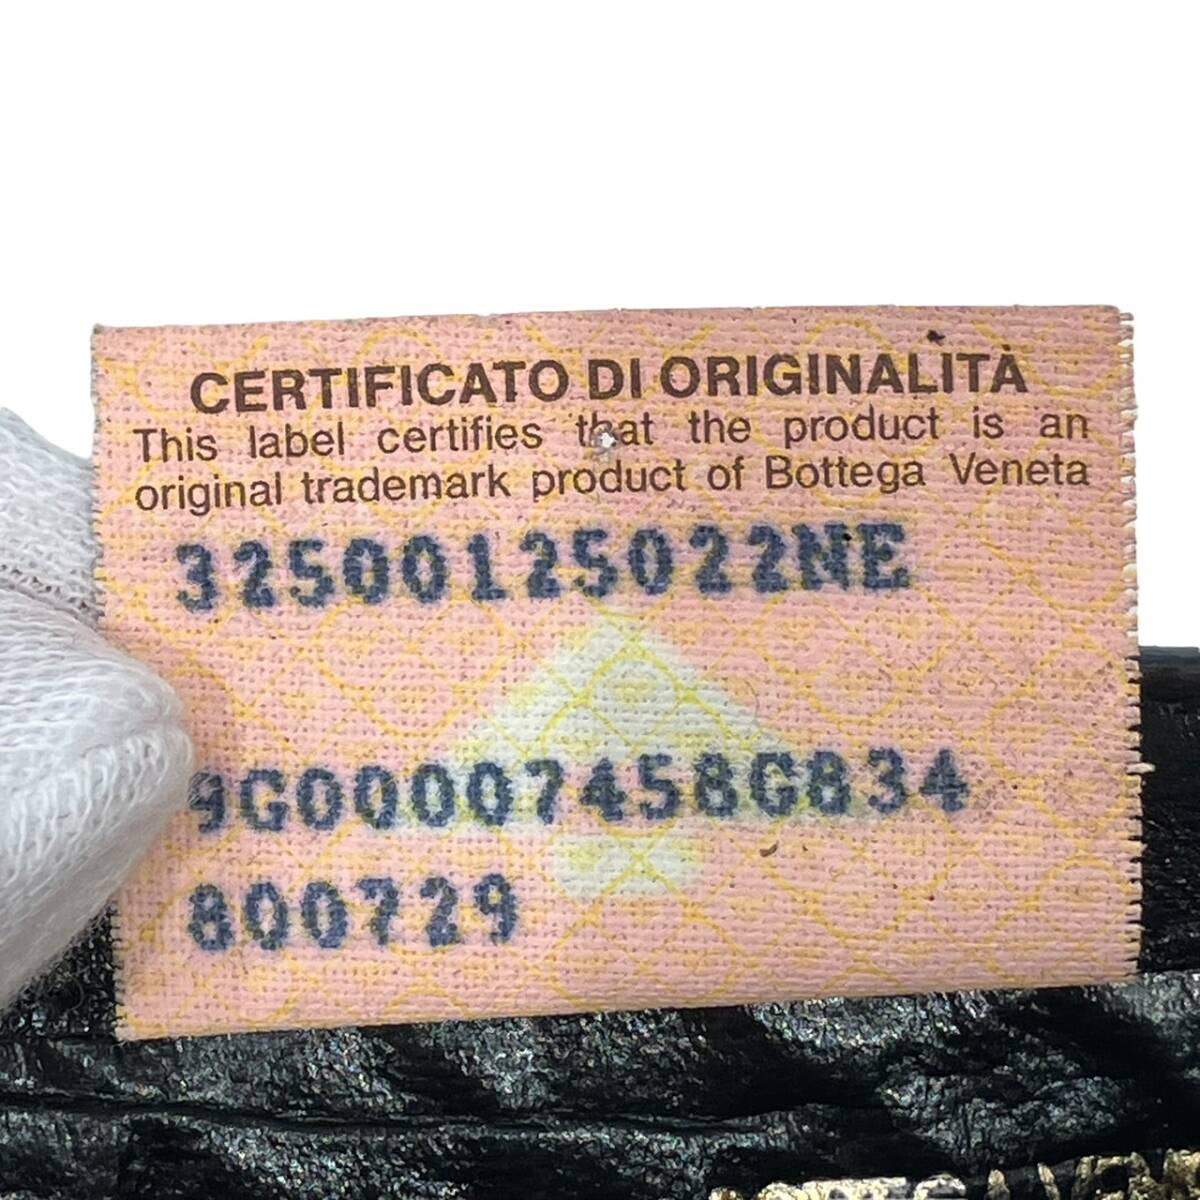 CERTIFICATO DI ORIGINALITÀ
This label certifies that the product is an
original trademark product of Bottega Veneta
32500125022NE
9G00007458G834
800729